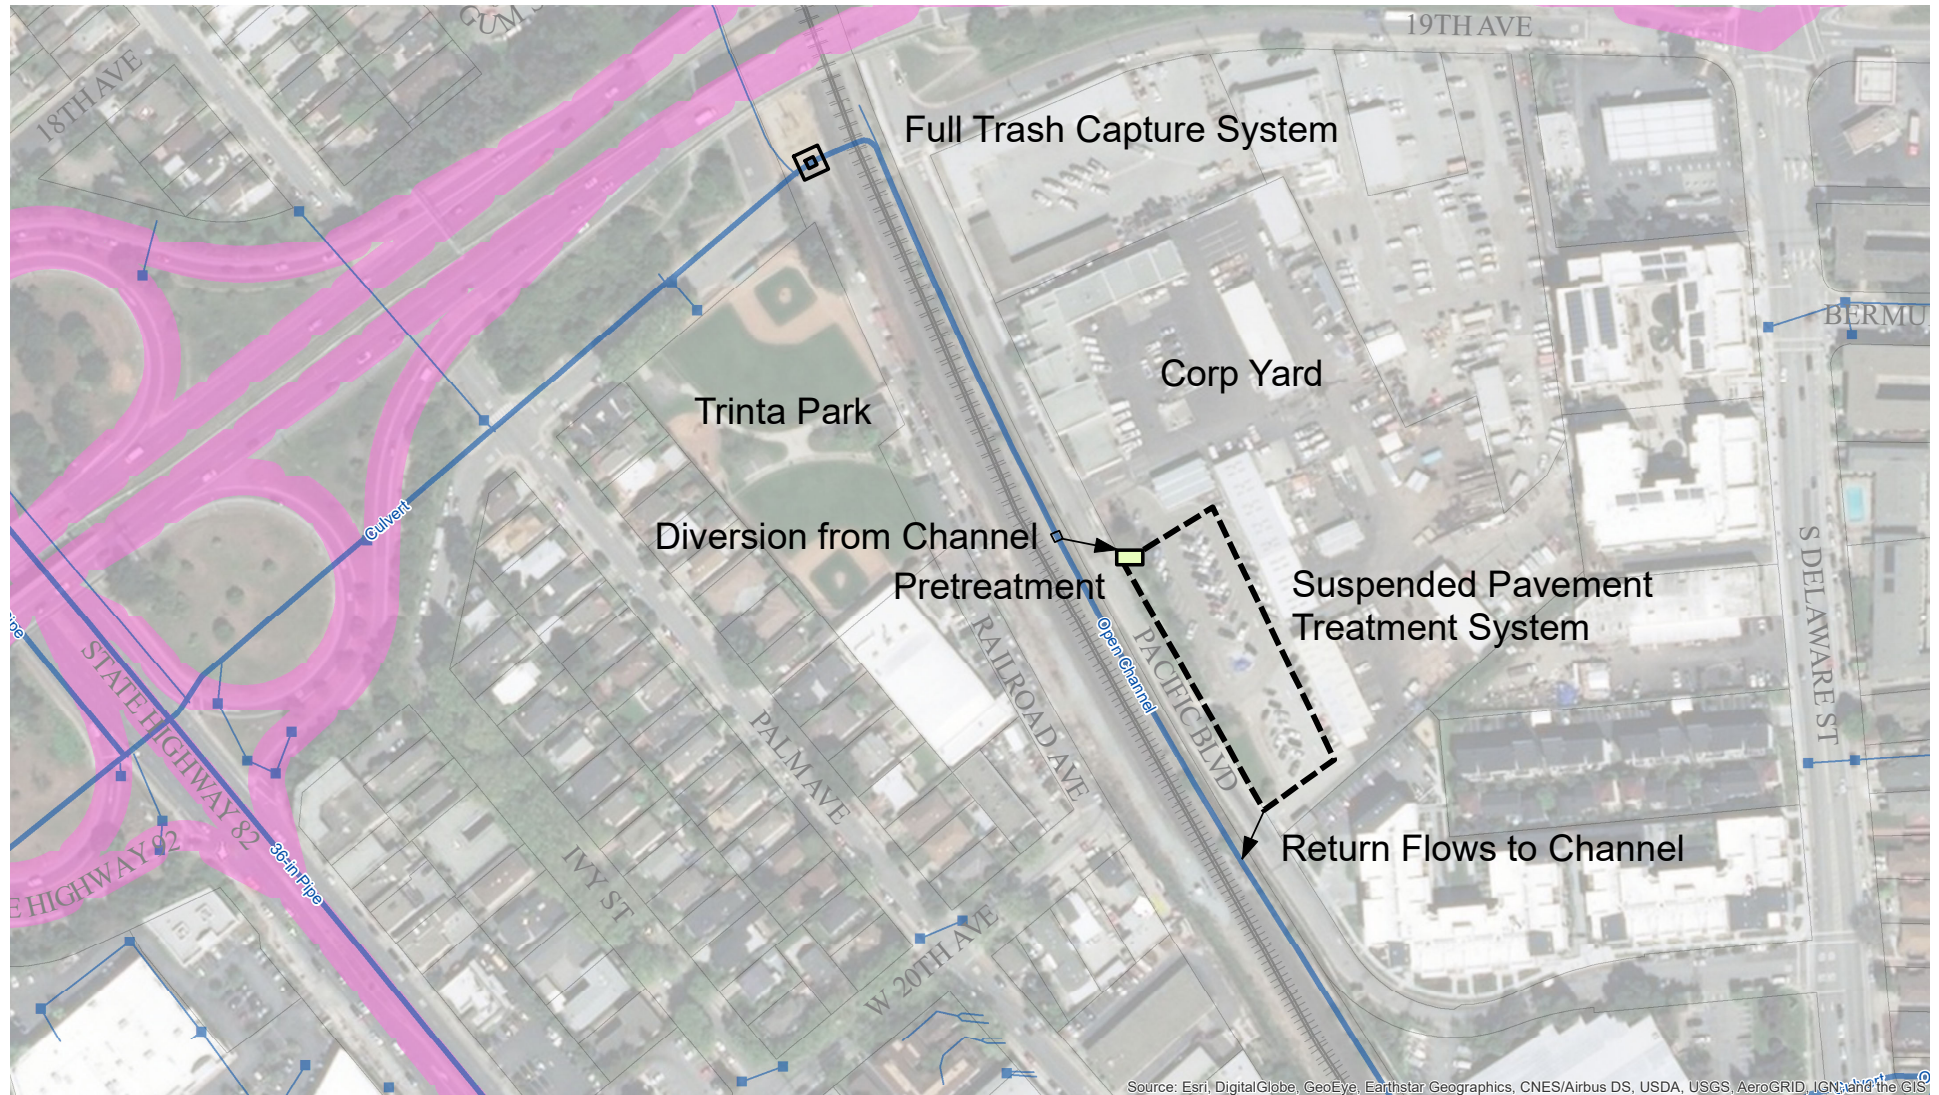 GUM S
19TH AVE
18TH AVE
Full Trash Capture System
BERMU
Corp Yard
Trinta Park
Culvert
Diversion from Channel
Pretreatment
Suspended Pavement
Treatment System
S DELAWARE ST
ipe
Open Channel
PACIFIC BLVD
RAILROAD AVE
STATE HIGHWAY 82
PALM AVE
E HIGHWAY 92
36-in Pipe
IVY ST
Return Flows to Channel
W 20TH AVE
Culvert
O
Source: Esri, DigitalGlobe, GeoEye, Earthstar Geographics, CNES/Airbus DS, USDA, USGS, AeroGRID, IGN, and the GIS